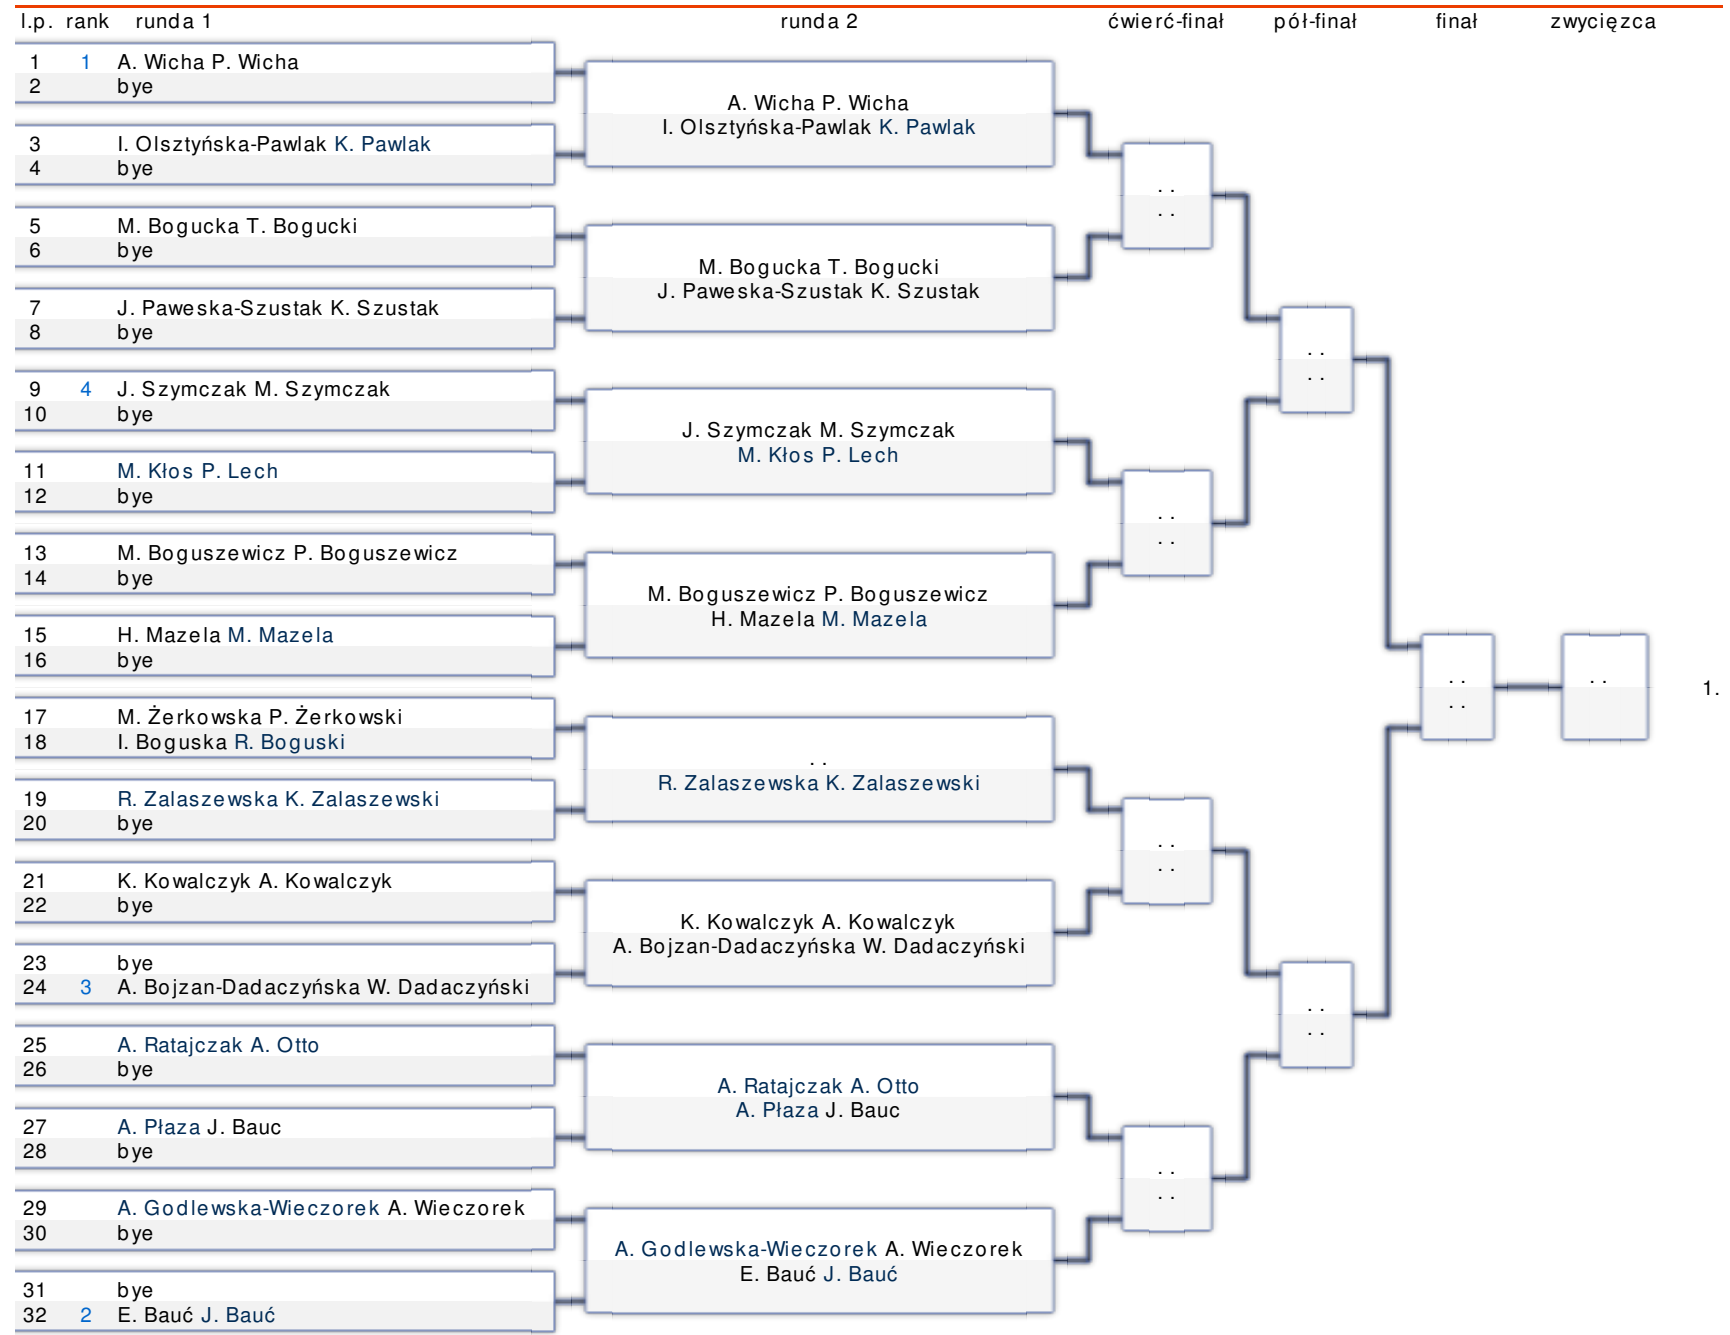 l.p. rank runda 1 runda 2 ćwierć-finał pół-finał finał zwycięzca
1 1 A. Wicha P. Wicha
2 bye
A. Wicha P. Wicha
I. Olsztyńska-Pawlak K. Pawlak
3 I. Olsztyńska-Pawlak K. Pawlak
4 bye
. .
. .
5 M. Bogucka T. Bogucki
6 bye
M. Bogucka T. Bogucki
J. Paweska-Szustak K. Szustak
7 J. Paweska-Szustak K. Szustak
8 bye
. .
. .
9 4 J. Szymczak M. Szymczak
10 bye
J. Szymczak M. Szymczak
M. Kłos P. Lech
11 M. Kłos P. Lech
12 bye
. .
. .
13 M. Boguszewicz P. Boguszewicz
14 bye
M. Boguszewicz P. Boguszewicz
H. Mazela M. Mazela
15 H. Mazela M. Mazela
16 bye
. .
. .
. .
1.
17 M. Żerkowska P. Żerkowski
18 I. Boguska R. Boguski
. .
R. Zalaszewska K. Zalaszewski
19 R. Zalaszewska K. Zalaszewski
20 bye
. .
. .
21 K. Kowalczyk A. Kowalczyk
22 bye
K. Kowalczyk A. Kowalczyk
A. Bojzan-Dadaczyńska W. Dadaczyński
23 bye
24 3 A. Bojzan-Dadaczyńska W. Dadaczyński
. .
. .
25 A. Ratajczak A. Otto
26 bye
A. Ratajczak A. Otto
A. Płaza J. Bauc
27 A. Płaza J. Bauc
28 bye
. .
. .
29 A. Godlewska-Wieczorek A. Wieczorek
30 bye
A. Godlewska-Wieczorek A. Wieczorek
E. Bauć J. Bauć
31 bye
32 2 E. Bauć J. Bauć